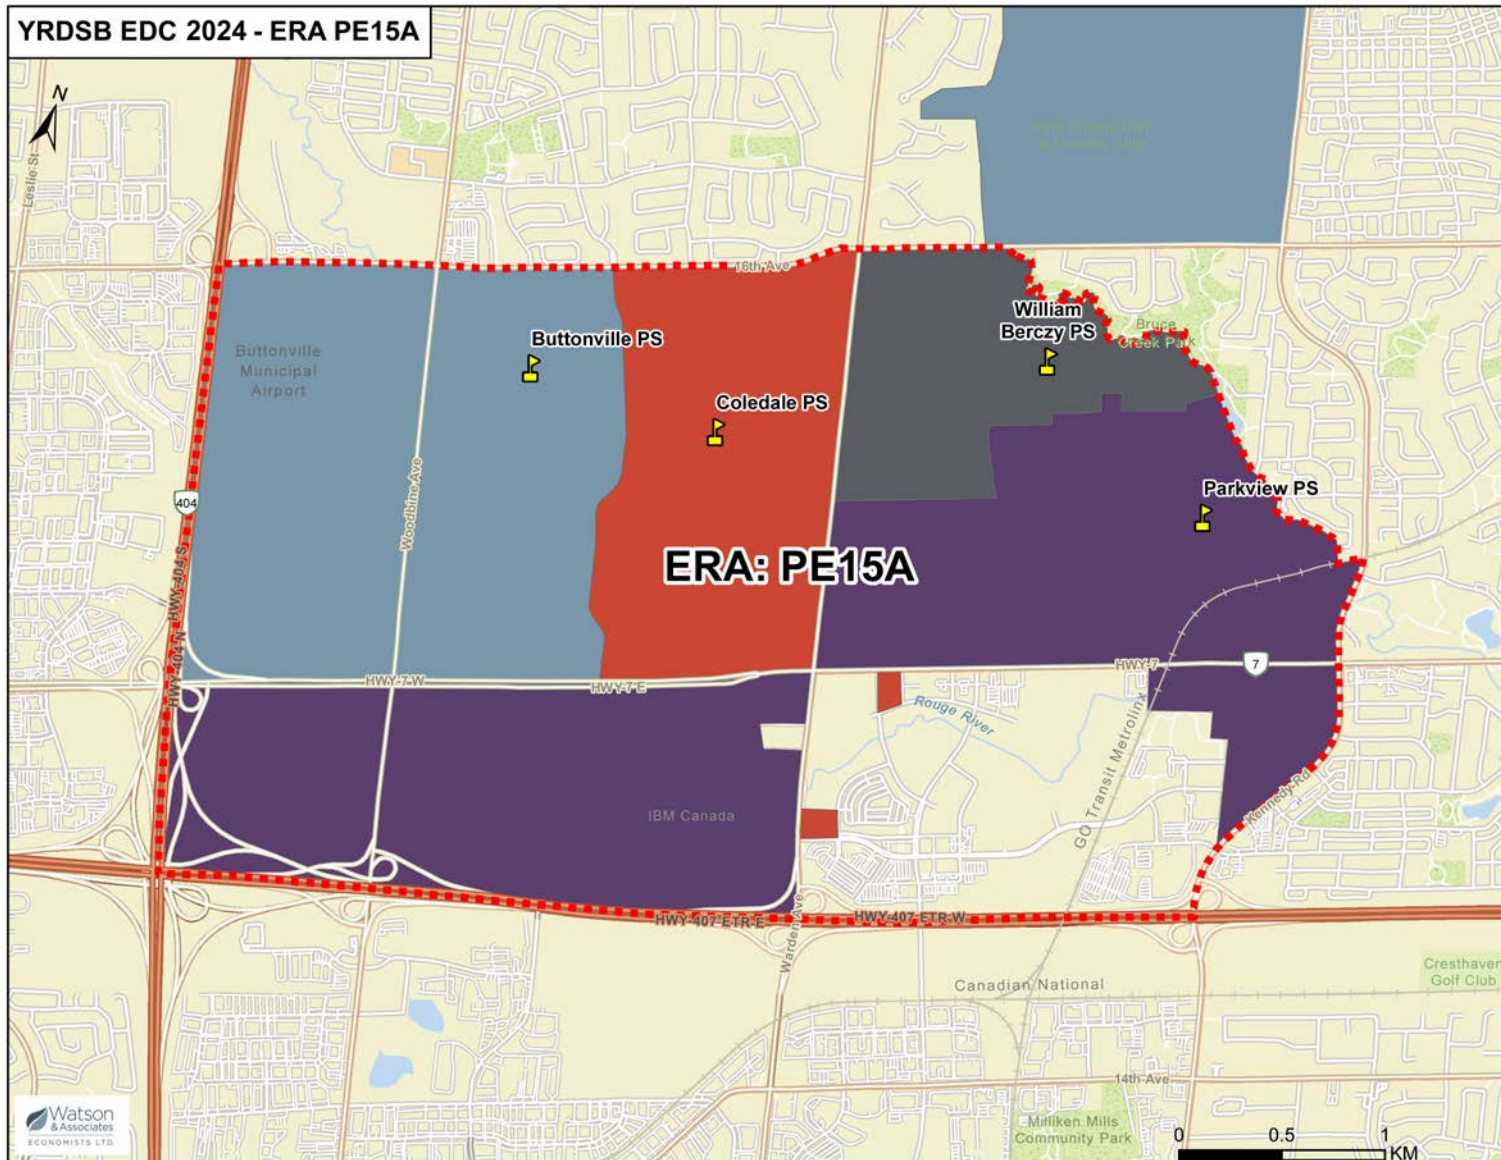 YRDSB EDC 2024 - ERA PE15A
N
Leslie St
16th Ave
William
Berczy PS
Bruce
Creek Park
Buttonville PS
Buttonville
Municipal
Airport
Coledale PS
Woodbine Ave
404
Parkview PS
ERA: PE15A
HWY-404 S
HWY-404 N
HWY-7 W
HWY-7 E
HWY-7
7
Rouge River
GO Transit Metrolinx
IBM Canada
Kennedy Rd
HWY-407 ETR E
HWY-407 ETR W
Warden Ave
Canadian National
Cresthaven
Golf Club
14th Ave
Milliken Mills
Community Park
Watson
& Associates
ECONOMISTS LTD.
0 0.5 1
KM